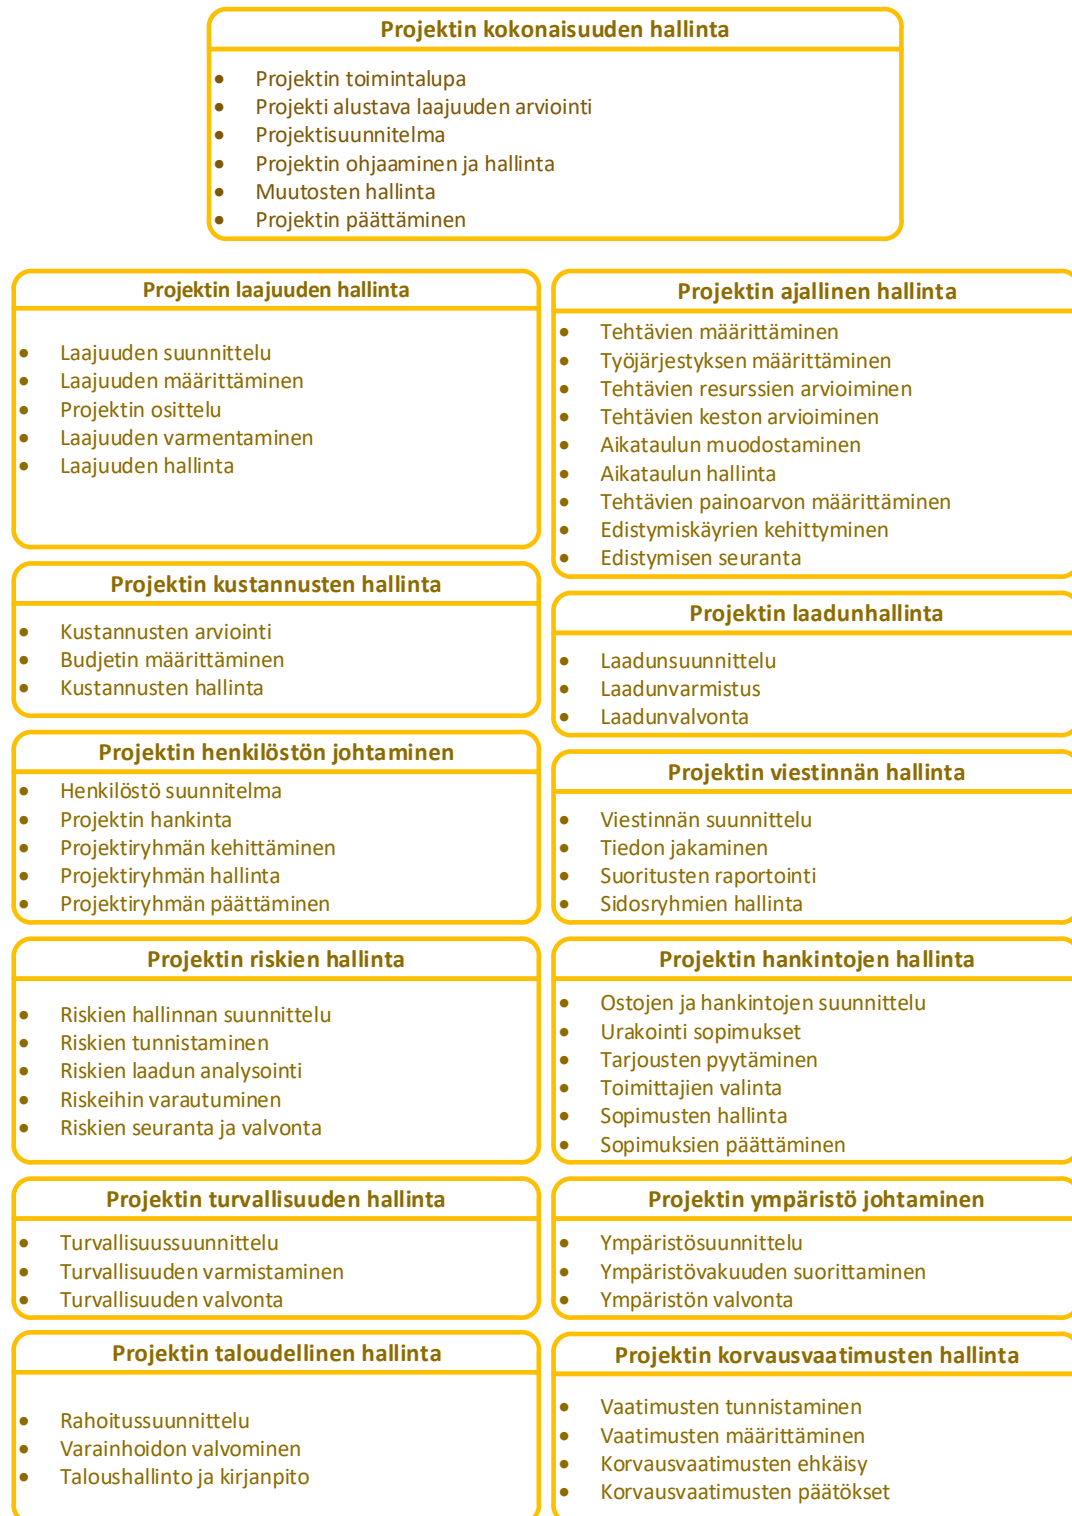 Projektin kokonaisuuden hallinta
• Projektin toimintalupa
• Projekti alustava laajuuden arviointi
• Projektisuunnitelma
• Projektin ohjaaminen ja hallinta
• Muutosten hallinta
• Projektin päättäminen
Projektin laajuuden hallinta
• Laajuuden suunnittelu
• Laajuuden määrittäminen
• Projektin osittelu
• Laajuuden varmentaminen
• Laajuuden hallinta
Projektin ajallinen hallinta
• Tehtävien määrittäminen
• Työjärjestyksen määrittäminen
• Tehtävien resurssien arvioiminen
• Tehtävien keston arvioiminen
• Aikataulun muodostaminen
• Aikataulun hallinta
• Tehtävien painoarvon määrittäminen
• Edistymiskäyrien kehittyminen
• Edistymisen seuranta
Projektin kustannusten hallinta
• Kustannusten arviointi
• Budjetin määrittäminen
• Kustannusten hallinta
Projektin laadunhallinta
• Laadunsuunnittelu
• Laadunvarmistus
• Laadunvalvonta
Projektin henkilöstön johtaminen
• Henkilöstö suunnitelma
• Projektin hankinta
• Projektiryhmän kehittäminen
• Projektiryhmän hallinta
• Projektiryhmän päättäminen
Projektin viestinnän hallinta
• Viestinnän suunnittelu
• Tiedon jakaminen
• Suoritusten raportointi
• Sidosryhmien hallinta
Projektin riskien hallinta
• Riskien hallinnan suunnittelu
• Riskien tunnistaminen
• Riskien laadun analysointi
• Riskeihin varautuminen
• Riskien seuranta ja valvonta
Projektin hankintojen hallinta
• Ostojen ja hankintojen suunnittelu
• Urakointi sopimukset
• Tarjousten pyytäminen
• Toimittajien valinta
• Sopimusten hallinta
• Sopimuksien päättäminen
Projektin turvallisuuden hallinta
• Turvallisuussuunnittelu
• Turvallisuuden varmistaminen
• Turvallisuuden valvonta
Projektin ympäristö johtaminen
• Ympäristösuunnittelu
• Ympäristövakuuden suorittaminen
• Ympäristön valvonta
Projektin taloudellinen hallinta
• Rahoitussuunnittelu
• Varainhoidon valvominen
• Taloushallinto ja kirjanpito
Projektin korvausvaatimusten hallinta
• Vaatimusten tunnistaminen
• Vaatimusten määrittäminen
• Korvausvaatimusten ehkäisy
• Korvausvaatimusten päätökset